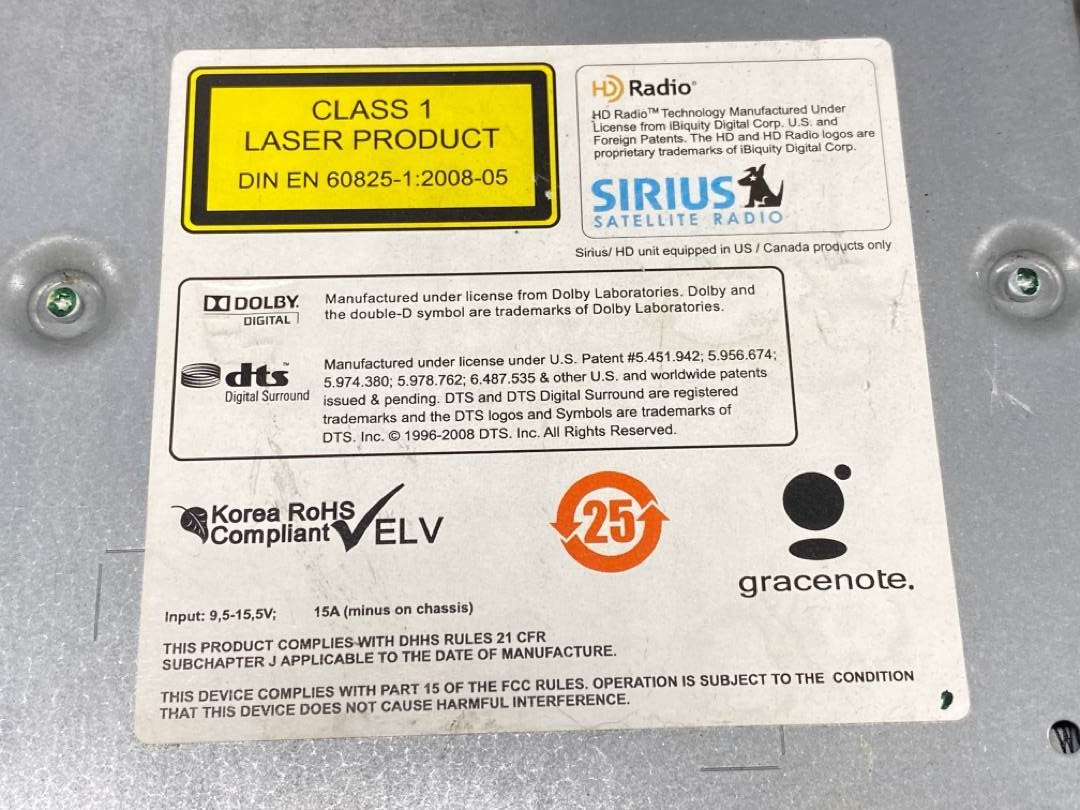 CLASS 1
LASER PRODUCT
DIN EN 60825-1:2008-05
HD Radio
HD Radio™ Technology Manufactured Under
License from iBiquity Digital Corp. U.S. and
Foreign Patents. The HD and HD Radio logos are
proprietary trademarks of iBiquity Digital Corp.
SIRIUS
SATELLITE RADIO
Sirius/ HD unit equipped in US / Canada products only
DOLBY
DIGITAL
Manufactured under license from Dolby Laboratories. Dolby and
the double-D symbol are trademarks of Dolby Laboratories.
dts™
Digital Surround
Manufactured under license under U.S. Patent #5.451.942; 5.956.674;
5.974.380; 5.978.762; 6.487.535 & other U.S. and worldwide patents
issued & pending. DTS and DTS Digital Surround are registered
trademarks and the DTS logos and Symbols are trademarks of
DTS. Inc. © 1996-2008 DTS. Inc. All Rights Reserved.
Korea RoHS
Compliant
ELV
25
gracenote.
Input: 9,5-15,5V; 15A (minus on chassis)
THIS PRODUCT COMPLIES WITH DHHS RULES 21 CFR
SUBCHAPTER J APPLICABLE TO THE DATE OF MANUFACTURE.
THIS DEVICE COMPLIES WITH PART 15 OF THE FCC RULES. OPERATION IS SUBJECT TO THE CONDITION
THAT THIS DEVICE DOES NOT CAUSE HARMFUL INTERFERENCE.